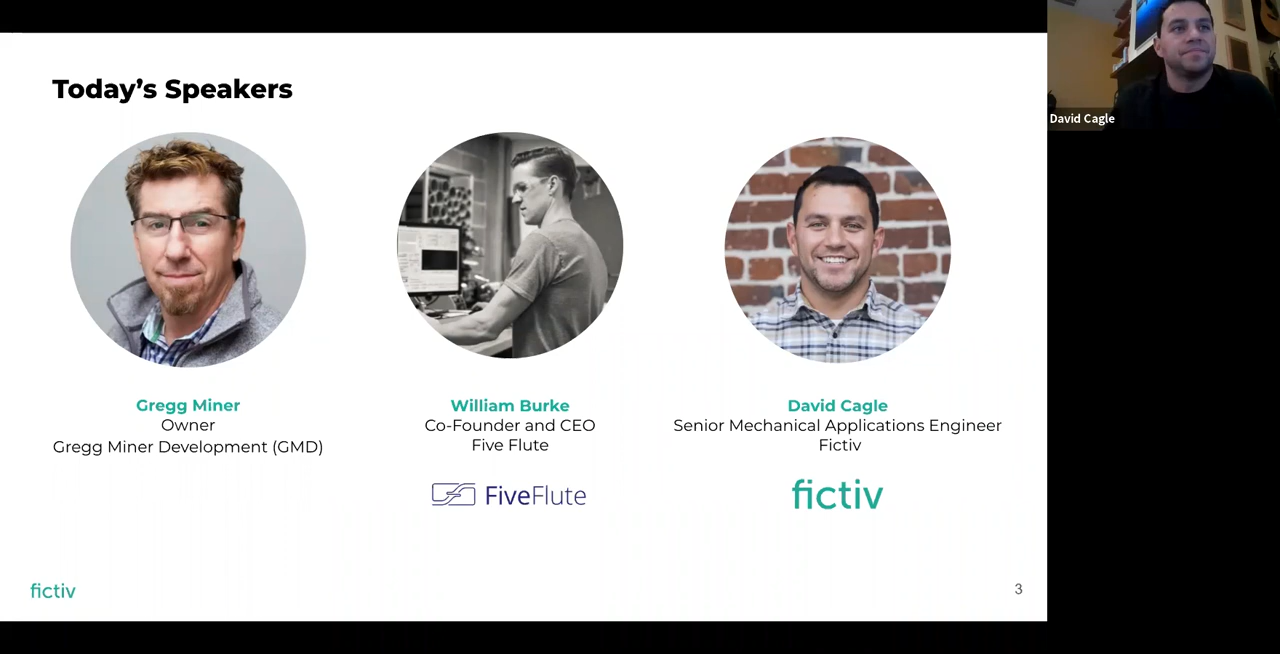 Today's Speakers
David Cagle
Gregg Miner
Owner
Gregg Miner Development (GMD)
William Burke
Co-Founder and CEO
Five Flute
FiveFlute
David Cagle
Senior Mechanical Applications Engineer
Fictiv
fictiv
fictiv
3